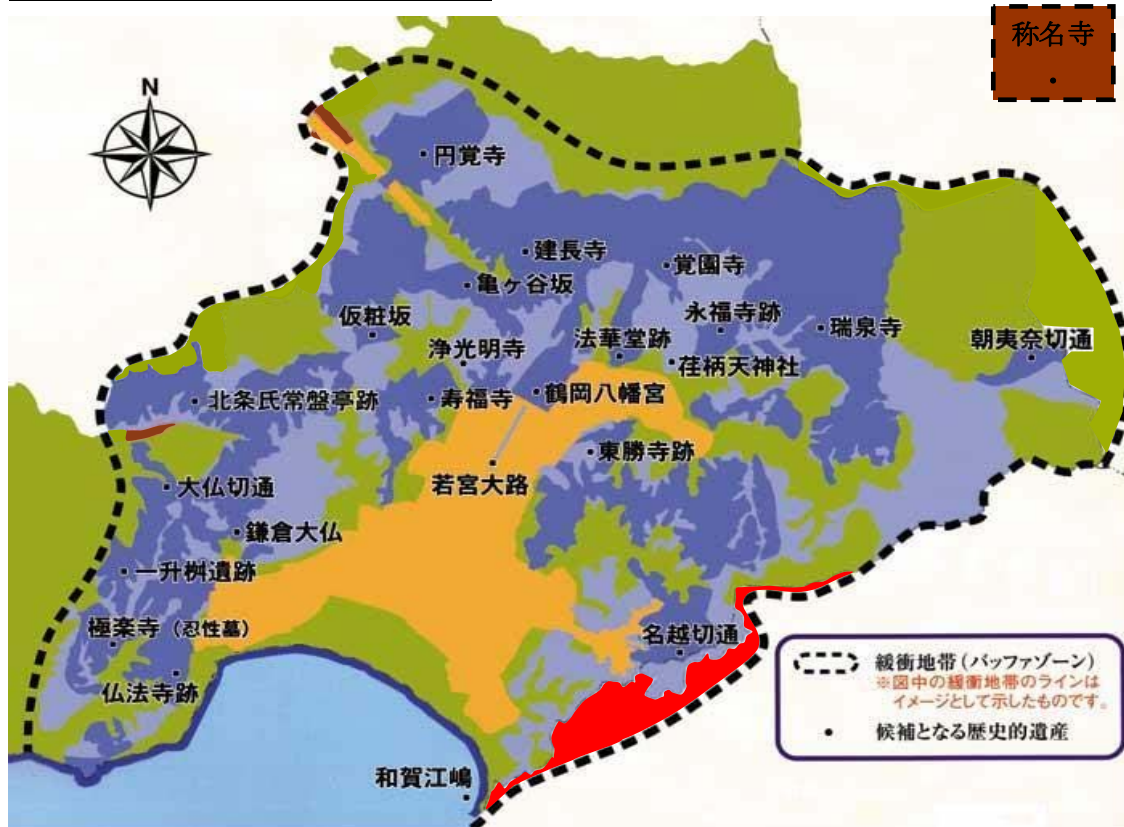 称名寺
N
・円覚寺
・建長寺
・覚園寺
・亀ヶ谷坂
仮粧坂
永福寺跡
・瑞泉寺
法華堂跡
朝夷奈切通
浄光明寺
・荏柄天神社
・北条氏常盤亭跡
・寿福寺
・鶴岡八幡宮
・東勝寺跡
若宮大路
・大仏切通
・鎌倉大仏
・一升桝遺跡
極楽寺（忍性墓）
名越切通
仏法寺跡
和賀江嶋
緩衝地帯（バッファゾーン）
※図中の緩衝地帯のラインは
イメージとして示したものです。
・ 候補となる歴史的遺産